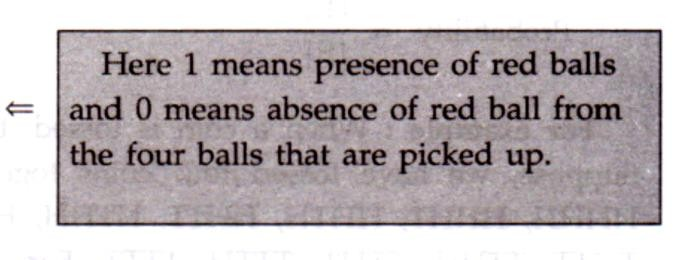 Here 1 means presence of red balls
⇐ and 0 means absence of red ball from
the four balls that are picked up.